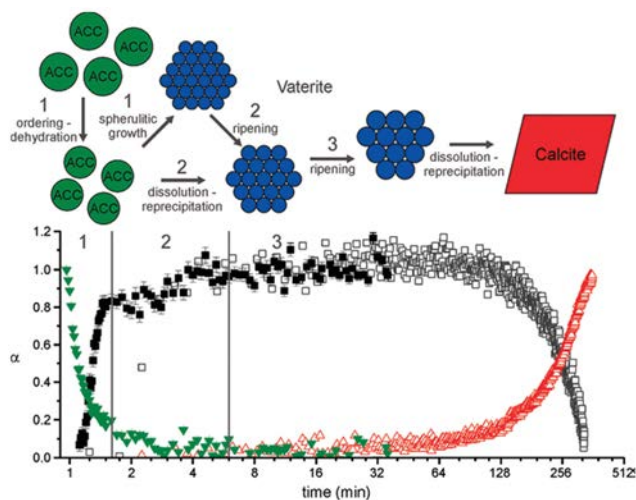 ACC
ACC
ACC
ACC
1
ordering -
dehydration
1
spherulitic
growth
Vaterite
2
ripening
ACC
ACC
ACC
ACC
2
dissolution -
reprecipitation
3
ripening
dissolution -
reprecipitation
Calcite
1
2
3
1.2
1.0
0.8
0.6
0.4
0.2
0.0
α
1
2
4
8
16
32
64
128
256
512
time (min)